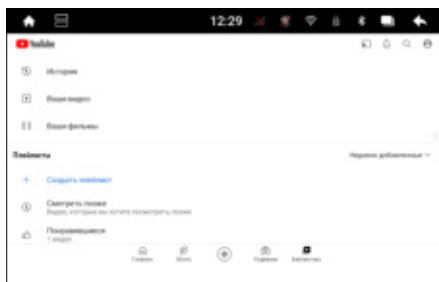 12:29
YouTube
История
Ваши видео
Ваши фильмы
Плейлисты
Недавно добавленные
Создать плейлист
Смотреть позже
Видео, которые вы хотите посмотреть позже
Понравившиеся
1 видео
Главная
Shorts
Подписки
Библиотека